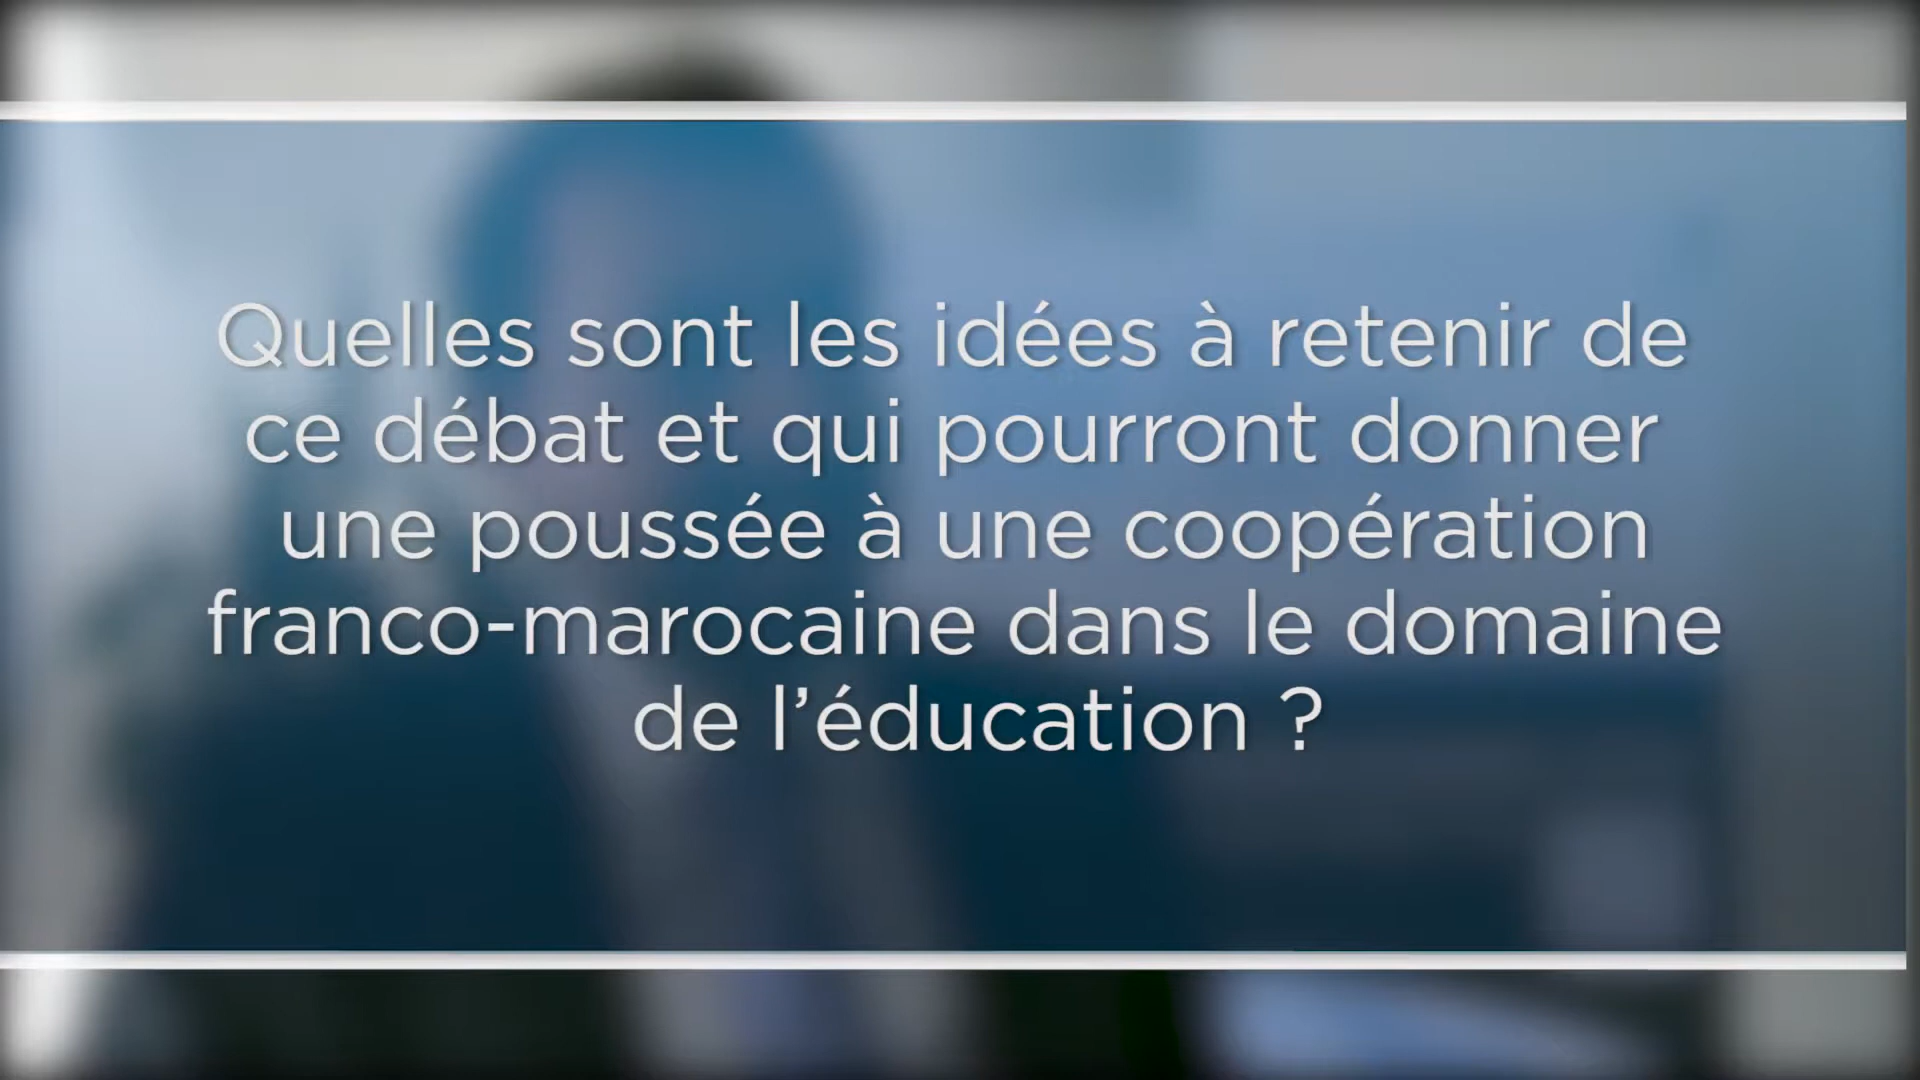 Quelles sont les idées à retenir de
ce débat et qui pourront donner
une poussée à une coopération
franco-marocaine dans le domaine
de l’éducation ?